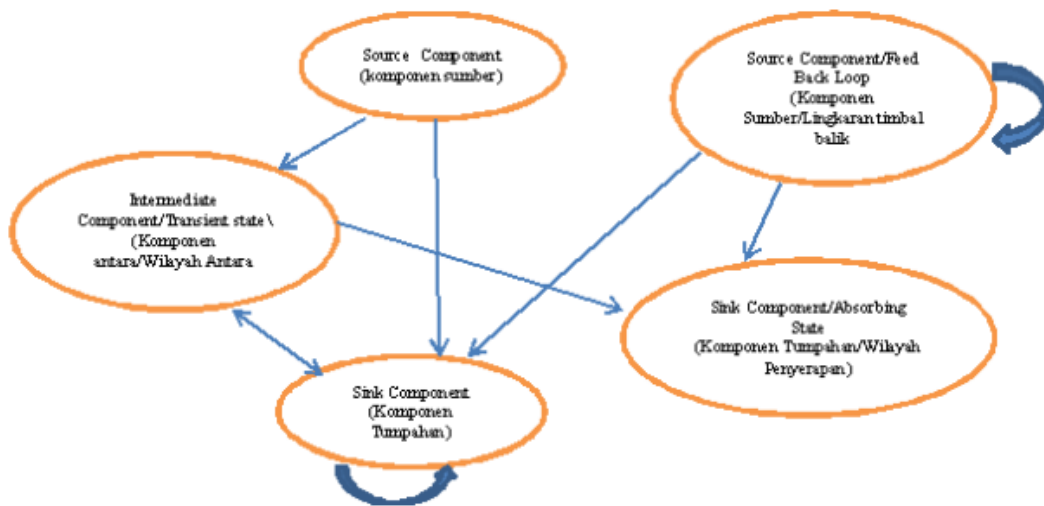 Source Component
(komponen sumber)
Source Component/Feed
Back Loop
(Komponen
Sumber/Lingkaran timbal
balik
Intermediate
Component/Transient state\
(Komponen
antara/Wilayah Antara
Sink Component/Absorbing
State
(Komponen Tumpahan/Wilayah
Penyerapan)
Sink Component
(Komponen
Tumpahan)